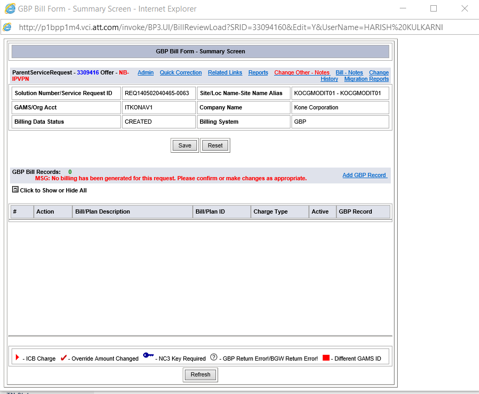 GBP Bill Form - Summary Screen - Internet Explorer
http://p1bpp1m4.vci.att.com/invoke/BP3.UI/BillReviewLoad?SRID=33094160&Edit=Y&UserName=HARISH%20KULKARNI
GBP Bill Form - Summary Screen
ParentServiceRequest - 3309416 Offer - NB-IPVPN
Admin Quick Correction Related Links Reports Change Other - Notes Bill - Notes Change History Migration Reports
Solution Number/Service Request ID REQ140502040465-0063 Site/Loc Name-Site Name Alias KOCGMODIT01 - KOCGMODIT01
GAMS/Org Acct ITKONAV1 Company Name Kone Corporation
Billing Data Status CREATED Billing System GBP
Save Reset
GBP Bill Records: 0
MSG: No billing has been generated for this request. Please confirm or make changes as appropriate.
Add GBP Record
Click to Show or Hide All
# Action Bill/Plan Description Bill/Plan ID Charge Type Active GBP Record
- ICB Charge - Override Amount Changed - NC3 Key Required - GBP Return Error!/BGW Return Error! - Different GAMS ID
Refresh